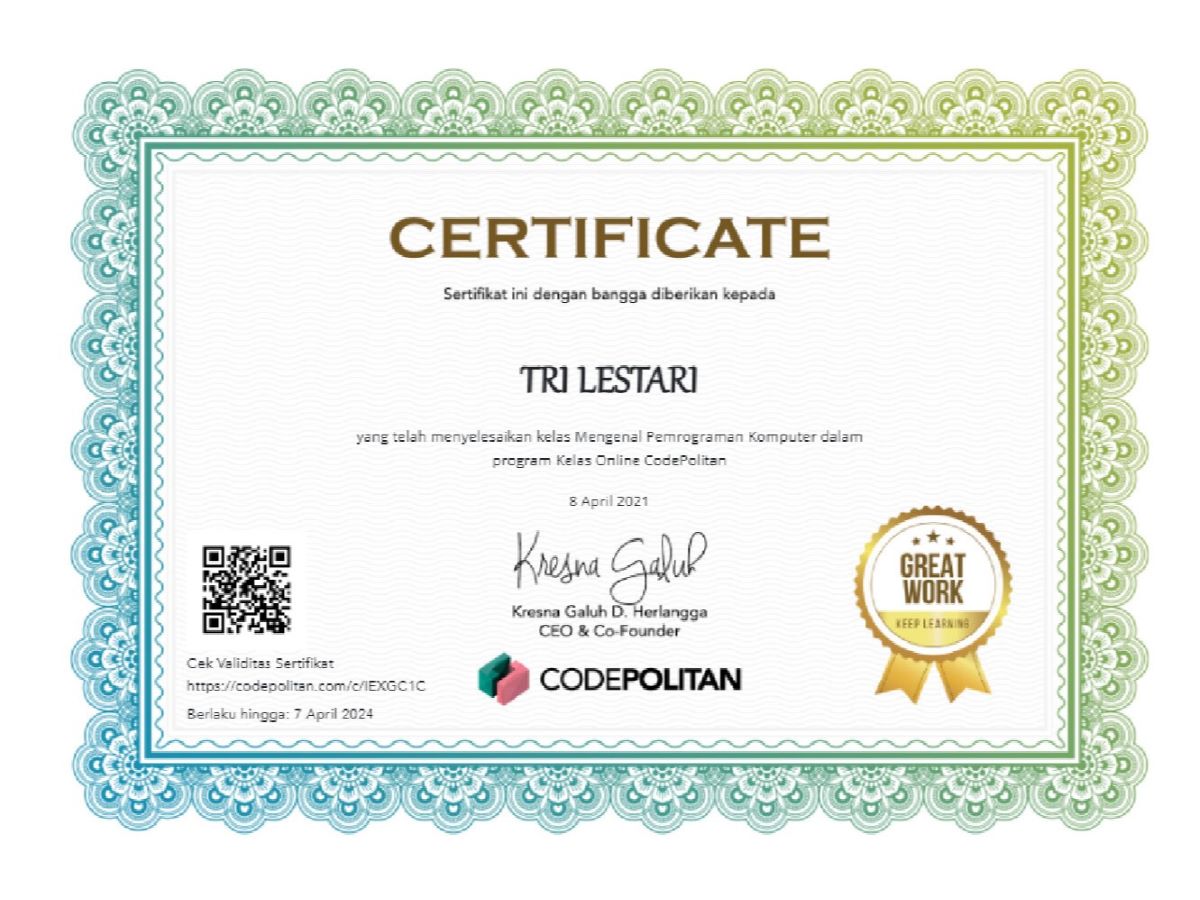 CERTIFICATE
Sertifikat ini dengan bangga diberikan kepada
TRI LESTARI
yang telah menyelesaikan kelas Mengenal Pemrograman Komputer dalam
program Kelas Online CodePolitan
8 April 2021
Kresna Galuh
Kresna Galuh D. Herlangga
CEO & Co-Founder
CODEPOLITAN
Cek Validitas Sertifikat
https://codepolitan.com/c/IEXGC1C
Berlaku hingga: 7 April 2024
GREAT
WORK
KEEP LEARNING